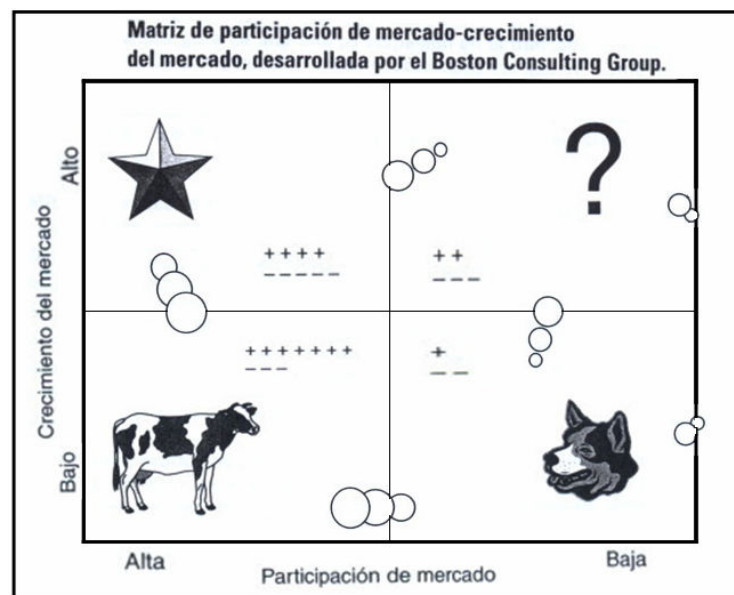 Matriz de participación de mercado-crecimiento
del mercado, desarrollada por el Boston Consulting Group.
Crecimiento del mercado
Alto
?
+ + + +
– – – – –
+ +
– – –
+ + + + + + +
– – –
+
– –
Bajo
Alta
Participación de mercado
Baja